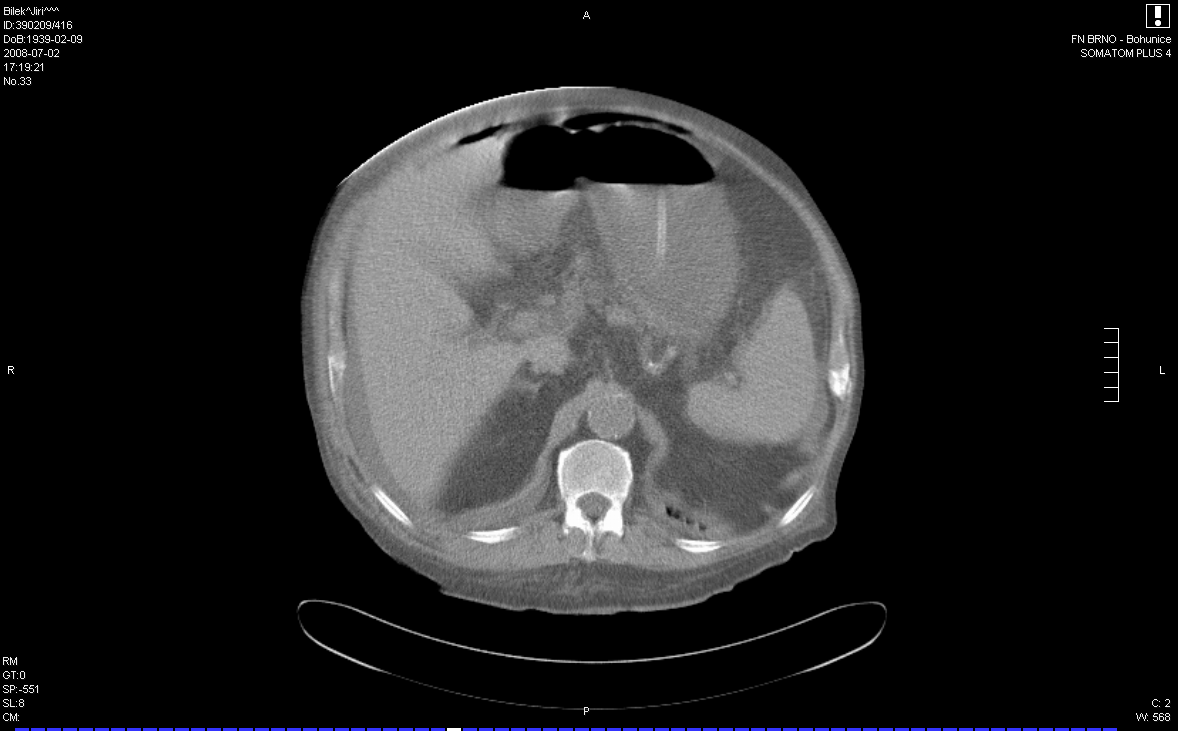 Bilek^Jiri^^^
ID:390209/416
DoB:1939-02-09
2008-07-02
17:19:21
No.33
A
!
FN BRNO - Bohunice
SOMATOM PLUS 4
R
L
RM
GT:0
SP:-551
SL:8
CM:
P
C: 2
W: 568